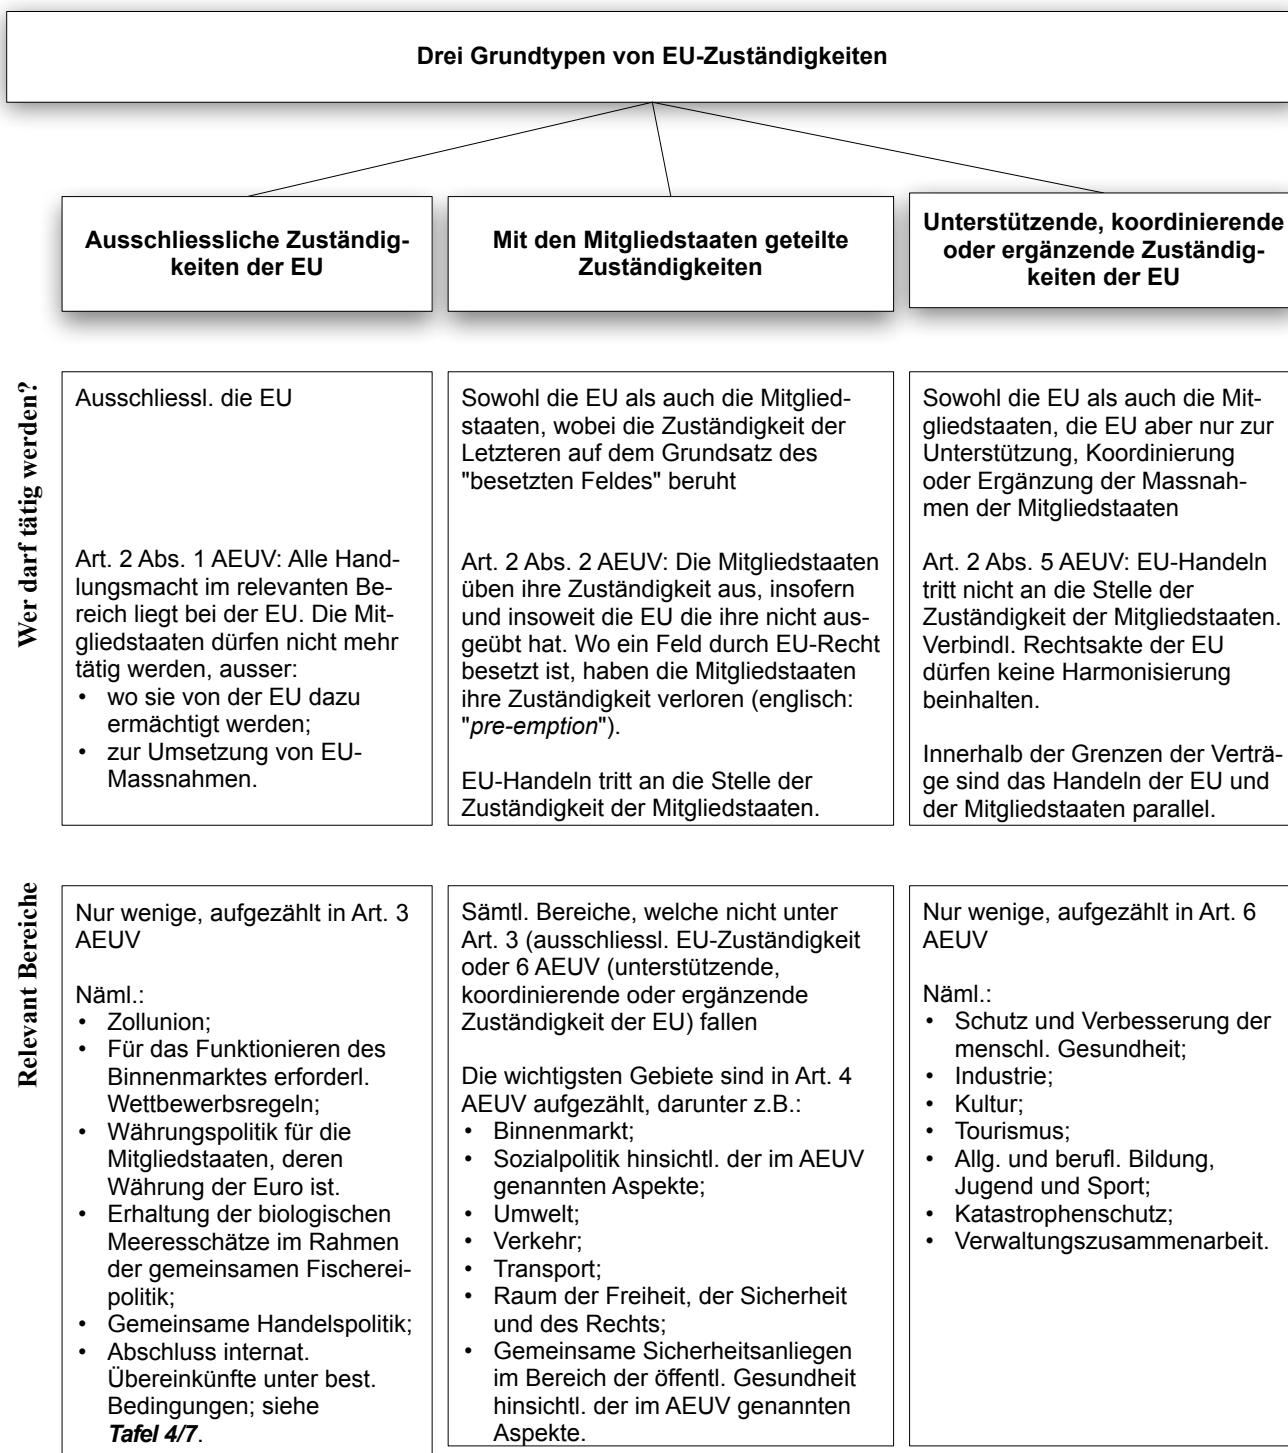 Drei Grundtypen von EU-Zuständigkeiten
Ausschliessliche Zuständig-
keiten der EU
Mit den Mitgliedstaaten geteilte
Zuständigkeiten
Unterstützende, koordinierende
oder ergänzende Zuständig-
keiten der EU
Wer darf tätig werden?
Ausschliessl. die EU
Art. 2 Abs. 1 AEUV: Alle Hand-
lungsmacht im relevanten Be-
reich liegt bei der EU. Die Mit-
gliedstaaten dürfen nicht mehr
tätig werden, ausser:
• wo sie von der EU dazu
ermächtigt werden;
• zur Umsetzung von EU-
Massnahmen.
Sowohl die EU als auch die Mitglied-
staaten, wobei die Zuständigkeit der
Letzteren auf dem Grundsatz des
"besetzten Feldes" beruht
Art. 2 Abs. 2 AEUV: Die Mitgliedstaaten
üben ihre Zuständigkeit aus, insofern
und insoweit die EU die ihre nicht aus-
geübt hat. Wo ein Feld durch EU-Recht
besetzt ist, haben die Mitgliedstaaten
ihre Zuständigkeit verloren (englisch:
"pre-emption").
EU-Handeln tritt an die Stelle der
Zuständigkeit der Mitgliedstaaten.
Sowohl die EU als auch die Mit-
gliedstaaten, die EU aber nur zur
Unterstützung, Koordinierung
oder Ergänzung der Massnah-
men der Mitgliedstaaten
Art. 2 Abs. 5 AEUV: EU-Handeln
tritt nicht an die Stelle der
Zuständigkeit der Mitgliedstaaten.
Verbindl. Rechtsakte der EU
dürfen keine Harmonisierung
beinhalten.
Innerhalb der Grenzen der Verträ-
ge sind das Handeln der EU und
der Mitgliedstaaten parallel.
Relevant Bereiche
Nur wenige, aufgezählt in Art. 3
AEUV
Näml.:
• Zollunion;
• Für das Funktionieren des
Binnenmarktes erforderl.
Wettbewerbsregeln;
• Währungspolitik für die
Mitgliedstaaten, deren
Währung der Euro ist.
• Erhaltung der biologischen
Meeresschätze im Rahmen
der gemeinsamen Fischerei-
politik;
• Gemeinsame Handelspolitik;
• Abschluss internat.
Übereinkünfte unter best.
Bedingungen; siehe
Tafel 4/7.
Sämtl. Bereiche, welche nicht unter
Art. 3 (ausschliessl. EU-Zuständigkeit
oder 6 AEUV (unterstützende,
koordinierende oder ergänzende
Zuständigkeit der EU) fallen
Die wichtigsten Gebiete sind in Art. 4
AEUV aufgezählt, darunter z.B.:
• Binnenmarkt;
• Sozialpolitik hinsichtl. der im AEUV
genannten Aspekte;
• Umwelt;
• Verkehr;
• Transport;
• Raum der Freiheit, der Sicherheit
und des Rechts;
• Gemeinsame Sicherheitsanliegen
im Bereich der öffentl. Gesundheit
hinsichtl. der im AEUV genannten
Aspekte.
Nur wenige, aufgezählt in Art. 6
AEUV
Näml.:
• Schutz und Verbesserung der
menschl. Gesundheit;
• Industrie;
• Kultur;
• Tourismus;
• Allg. und berufl. Bildung,
Jugend und Sport;
• Katastrophenschutz;
• Verwaltungszusammenarbeit.